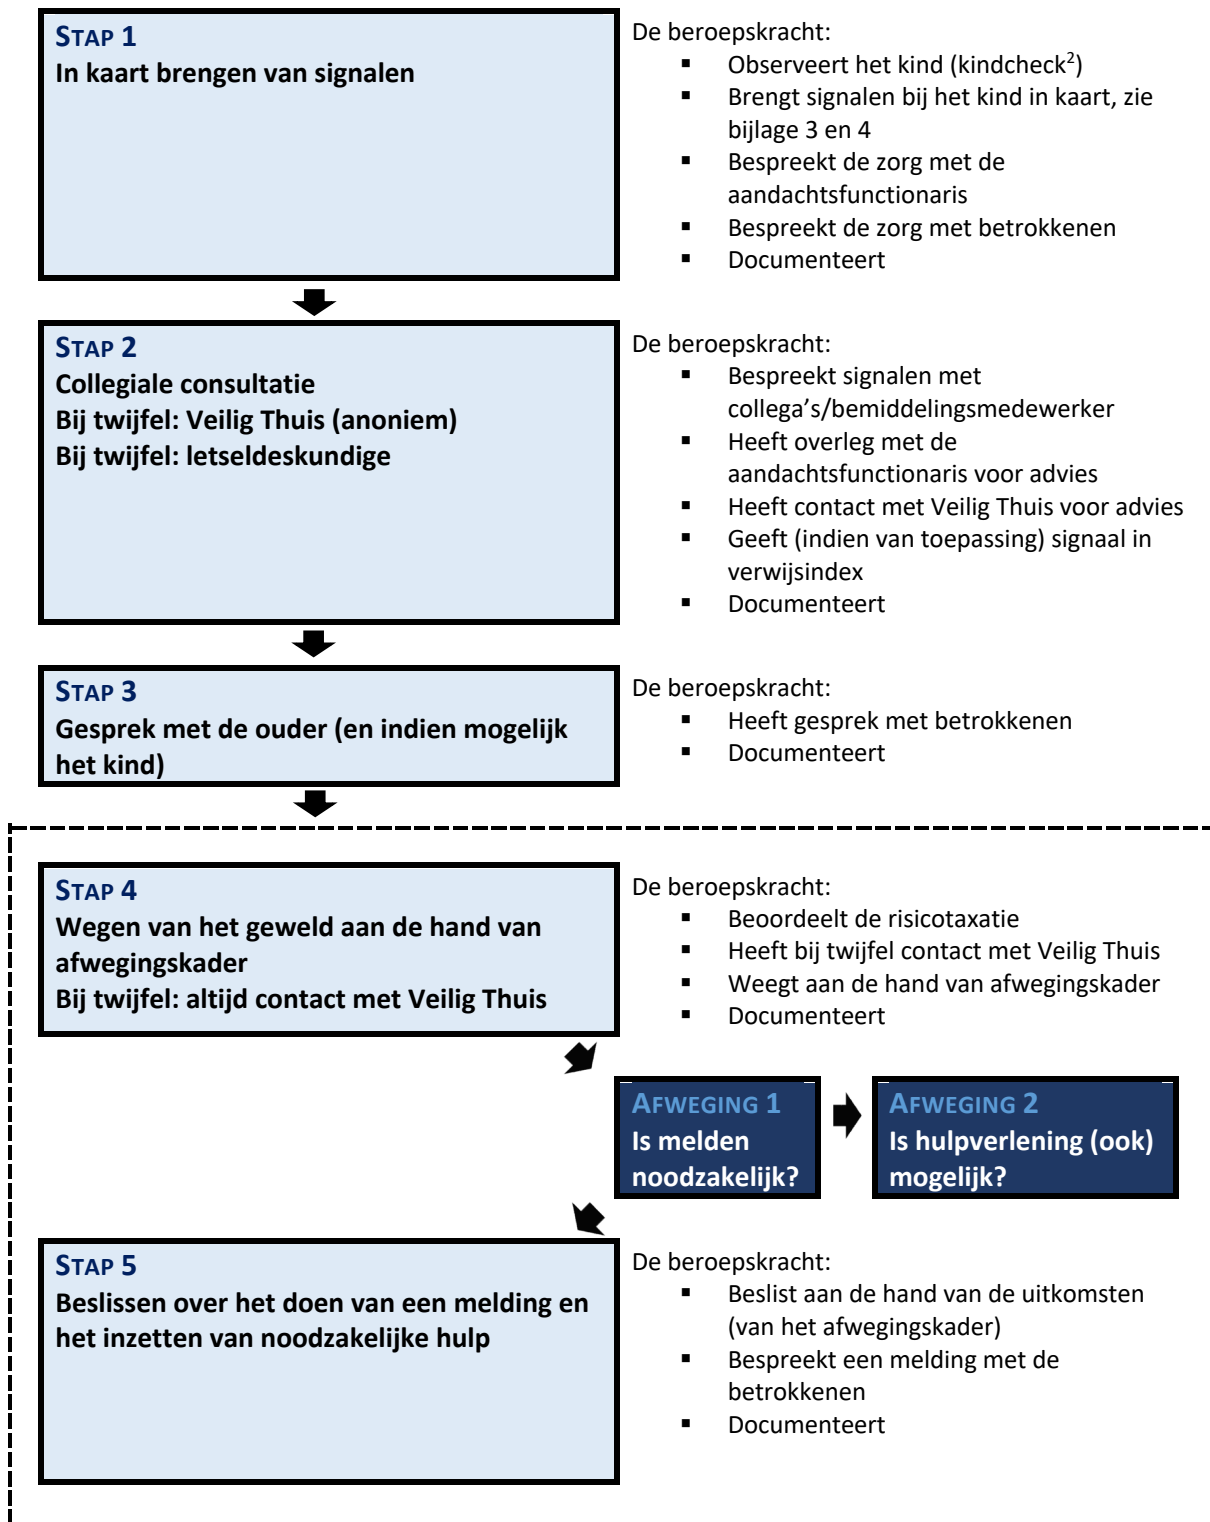 STAP 1
In kaart brengen van signalen
De beroepskracht:
▪ Observeert het kind (kindcheck²)
▪ Brengt signalen bij het kind in kaart, zie
bijlage 3 en 4
▪ Bespreekt de zorg met de
aandachtsfunctionaris
▪ Bespreekt de zorg met betrokkenen
▪ Documenteert
STAP 2
Collegiale consultatie
Bij twijfel: Veilig Thuis (anoniem)
Bij twijfel: letseldeskundige
De beroepskracht:
▪ Bespreekt signalen met
collega’s/bemiddelingsmedewerker
▪ Heeft overleg met de
aandachtsfunctionaris voor advies
▪ Heeft contact met Veilig Thuis voor advies
▪ Geeft (indien van toepassing) signaal in
verwijsindex
▪ Documenteert
STAP 3
Gesprek met de ouder (en indien mogelijk
het kind)
De beroepskracht:
▪ Heeft gesprek met betrokkenen
▪ Documenteert
STAP 4
Wegen van het geweld aan de hand van
afwegingskader
Bij twijfel: altijd contact met Veilig Thuis
De beroepskracht:
▪ Beoordeelt de risicotaxatie
▪ Heeft bij twijfel contact met Veilig Thuis
▪ Weegt aan de hand van afwegingskader
▪ Documenteert
AFWEGING 1
Is melden
noodzakelijk?
AFWEGING 2
Is hulpverlening (ook)
mogelijk?
STAP 5
Beslissen over het doen van een melding en
het inzetten van noodzakelijke hulp
De beroepskracht:
▪ Beslist aan de hand van de uitkomsten
(van het afwegingskader)
▪ Bespreekt een melding met de
betrokkenen
▪ Documenteert